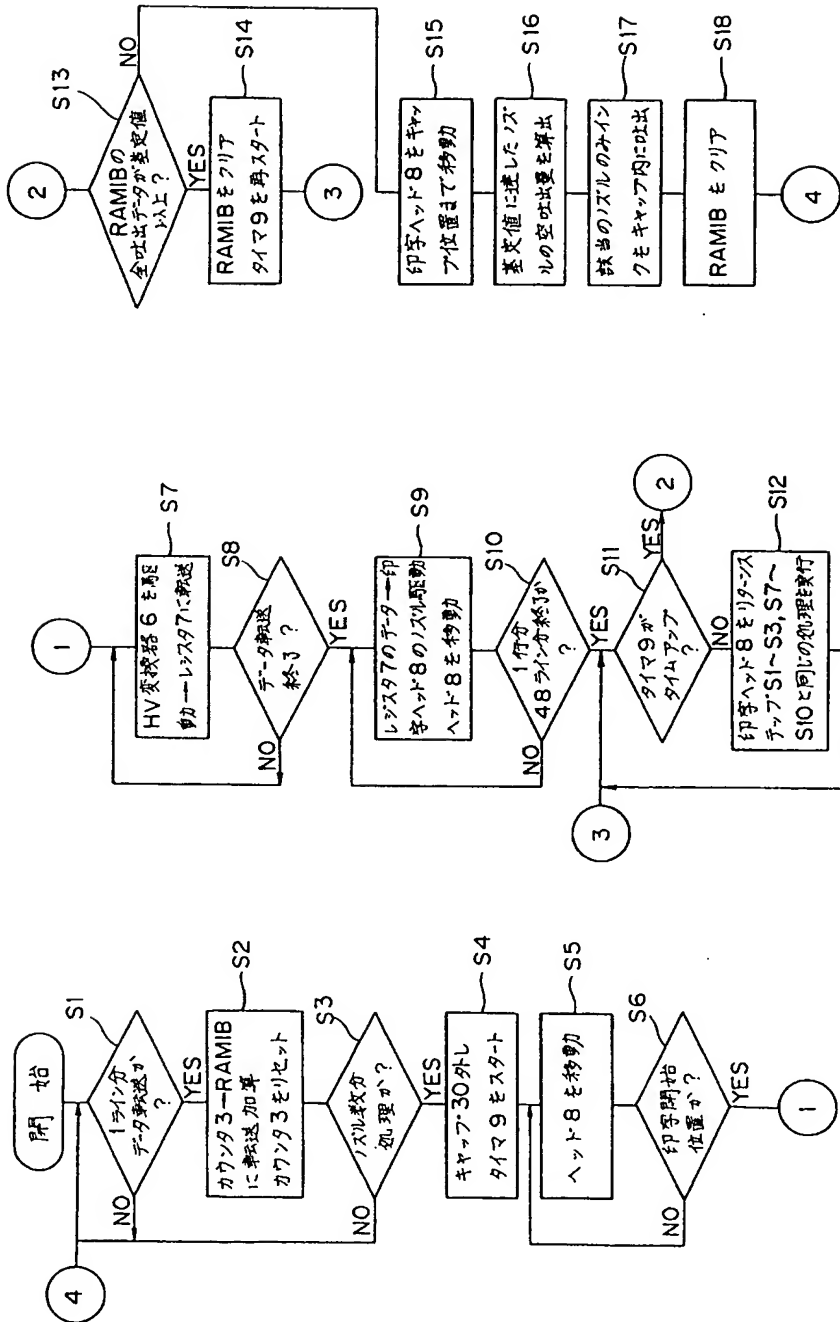 開 始
4
1ライン分
データ転送か
?
S1
NO
YES
カウンタ3→RAM1B
に転送加算
カウンタ3をリセット
S2
ノズル数分
処理か?
S3
NO
YES
キャップ30外し
タイマ9をスタート
S4
ヘッド8を移動
S5
印字開始
位置か?
S6
NO
YES
1
1
HV変換器6を駆
動→レジスタ7に転送
S7
データ転送
終了?
S8
NO
YES
レジスタ7のデータ→印
字ヘッド8のノズル駆動
ヘッド8を移動
S9
1行分
48ライン分終了か
?
S10
NO
YES
3
タイマ9が
タイムアップ
?
S11
YES
2
NO
印字ヘッド8をリターンス
テップS1~S3,S7~
S10と同じの処理を実行
S12
2
RAM1Bの
全吐出データが基定値
以上?
S13
NO
YES
RAM1Bをクリア
タイマ9を再スタート
S14
3
印字ヘッド8をキャッ
プ位置まで移動
S15
基定値に達したノズ
ルの空吐出量を算出
S16
該当のノズルのみイン
クをキャップ内に吐出
S17
RAM1Bをクリア
S18
4